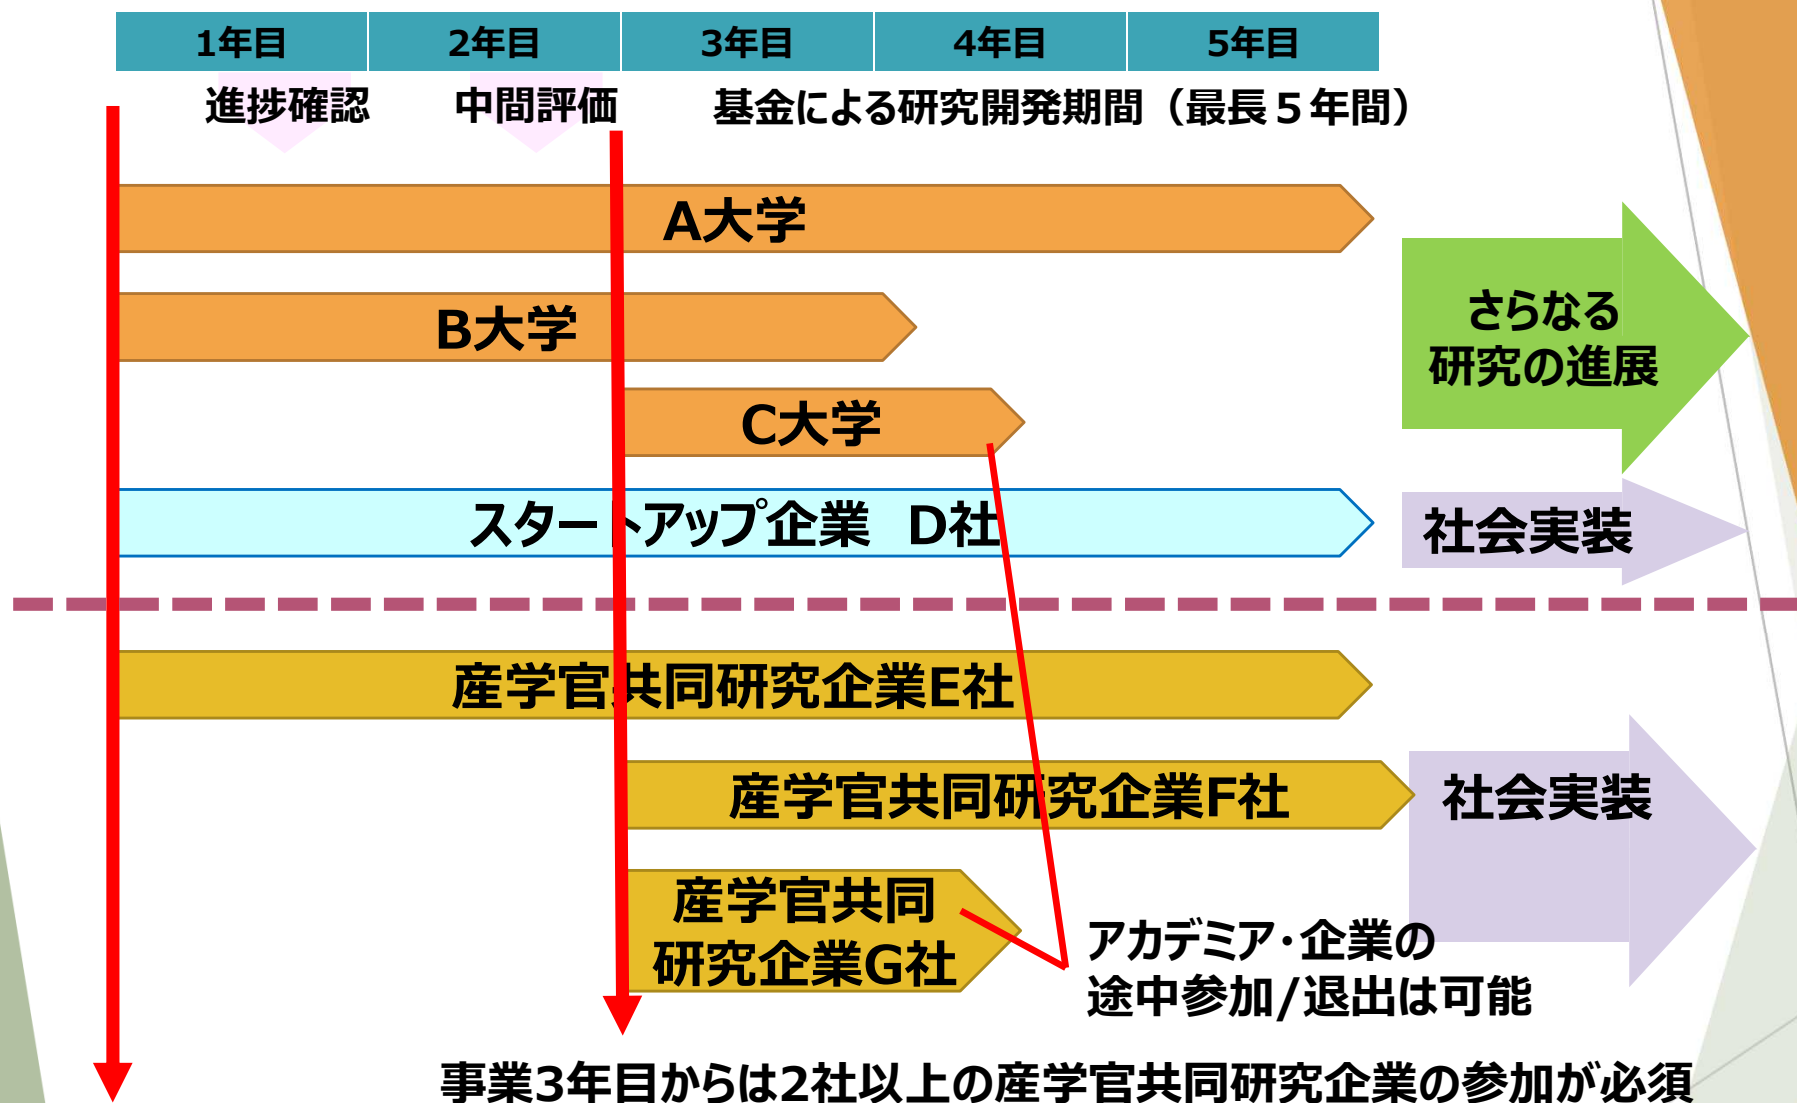 1年目 2年目 3年目 4年目 5年目
進捗確認 中間評価 基金による研究開発期間（最長５年間）
A大学
B大学
さらなる
研究の進展
C大学
スタートアップ企業　D社
社会実装
産学官共同研究企業E社
産学官共同研究企業F社
社会実装
産学官共同
研究企業G社
アカデミア・企業の
途中参加/退出は可能
事業3年目からは2社以上の産学官共同研究企業の参加が必須